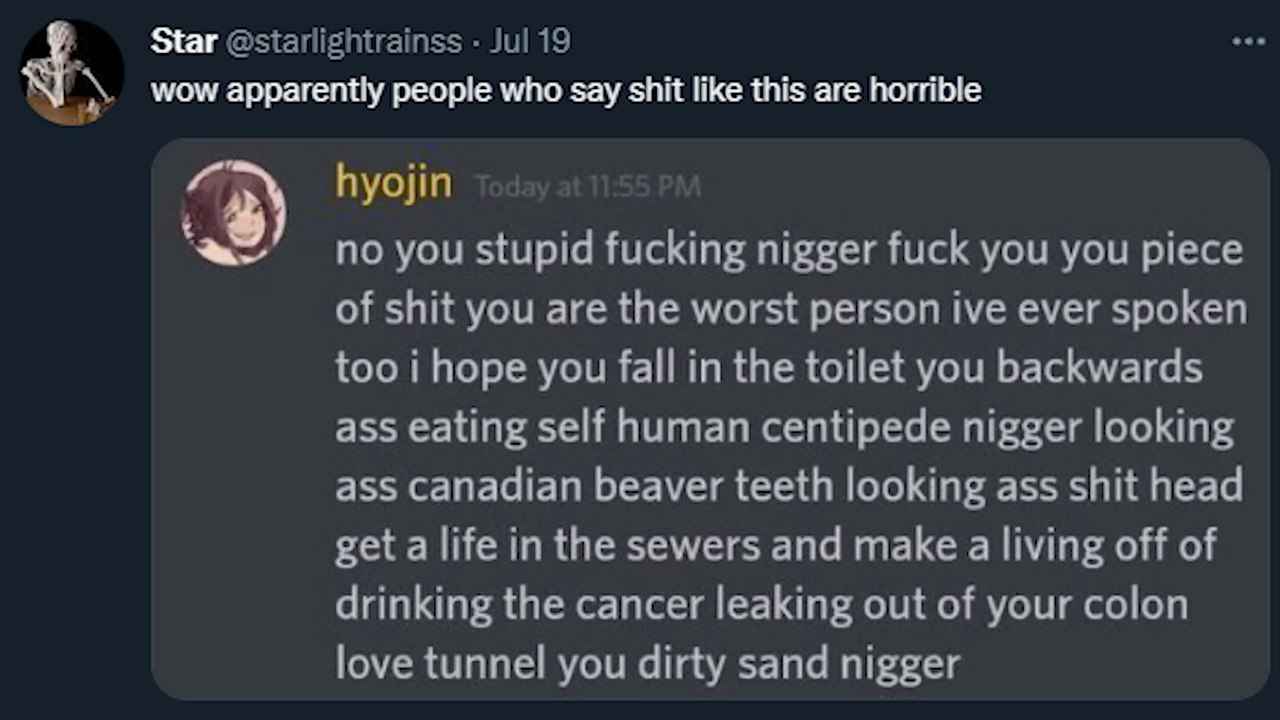 Star @starlightrainss · Jul 19
wow apparently people who say shit like this are horrible
hyojin Today at 11:55 PM
no you stupid fucking nigger fuck you you piece
of shit you are the worst person ive ever spoken
too i hope you fall in the toilet you backwards
ass eating self human centipede nigger looking
ass canadian beaver teeth looking ass shit head
get a life in the sewers and make a living off of
drinking the cancer leaking out of your colon
love tunnel you dirty sand nigger